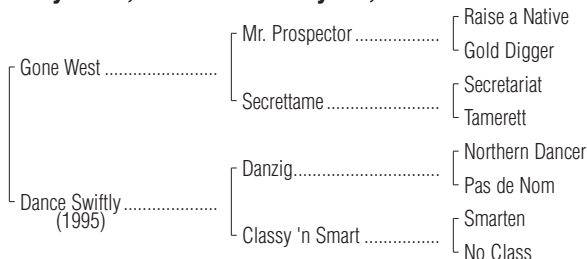 Raise a Native
Mr. Prospector ....................
Gold Digger
Gone West ..........................
Secretariat
Secrettame ..........................
Tamerett
Northern Dancer
Danzig..................................
Pas de Nom
Dance Swiftly ......................
(1995)
Smarten
Classy 'n Smart ..................
No Class